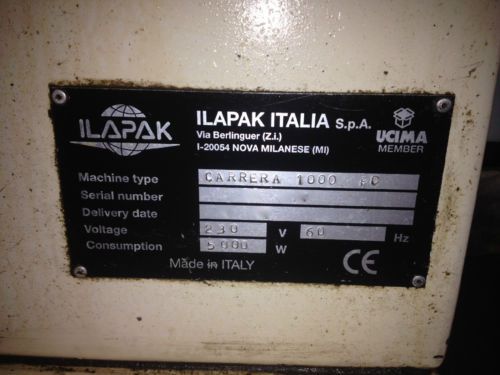 ILAPAK
ILAPAK ITALIA S.p.A.
Via Berlinguer (Z.i.)
I-20054 NOVA MILANESE (MI)
UCIMA
MEMBER
Machine type CARRERA 1000 PC
Serial number
Delivery date
Voltage 230 V 60 Hz
Consumption 5000 W
Made in ITALY CE